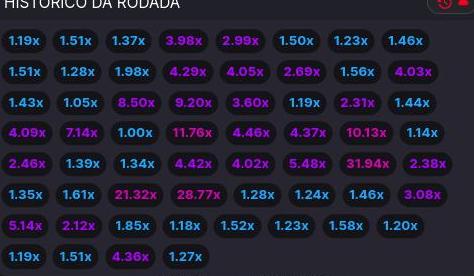 HISTÓRICO DA RODADA
1.19x 1.51x 1.37x 3.98x 2.99x 1.50x 1.23x 1.46x
1.51x 1.28x 1.98x 4.29x 4.05x 2.69x 1.56x 4.03x
1.43x 1.05x 8.50x 9.20x 3.60x 1.19x 2.31x 1.44x
4.09x 7.14x 1.00x 11.76x 4.46x 4.37x 10.13x 1.14x
2.46x 1.39x 1.34x 4.42x 4.02x 5.48x 31.94x 2.38x
1.35x 1.61x 21.32x 28.77x 1.28x 1.24x 1.46x 3.08x
5.14x 2.12x 1.85x 1.18x 1.52x 1.23x 1.58x 1.20x
1.19x 1.51x 4.36x 1.27x